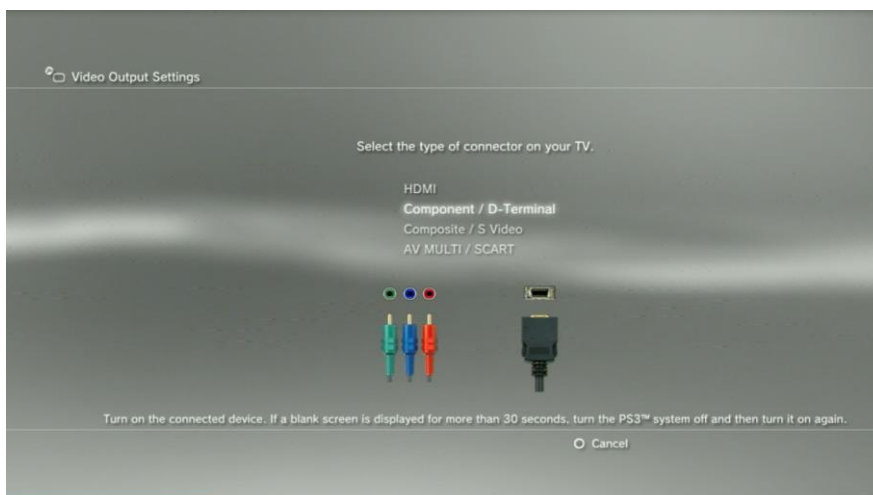 Video Output Settings
Select the type of connector on your TV.
HDMI
Component / D-Terminal
Composite / S Video
AV MULTI / SCART
Turn on the connected device. If a blank screen is displayed for more than 30 seconds, turn the PS3™ system off and then turn it on again.
Cancel